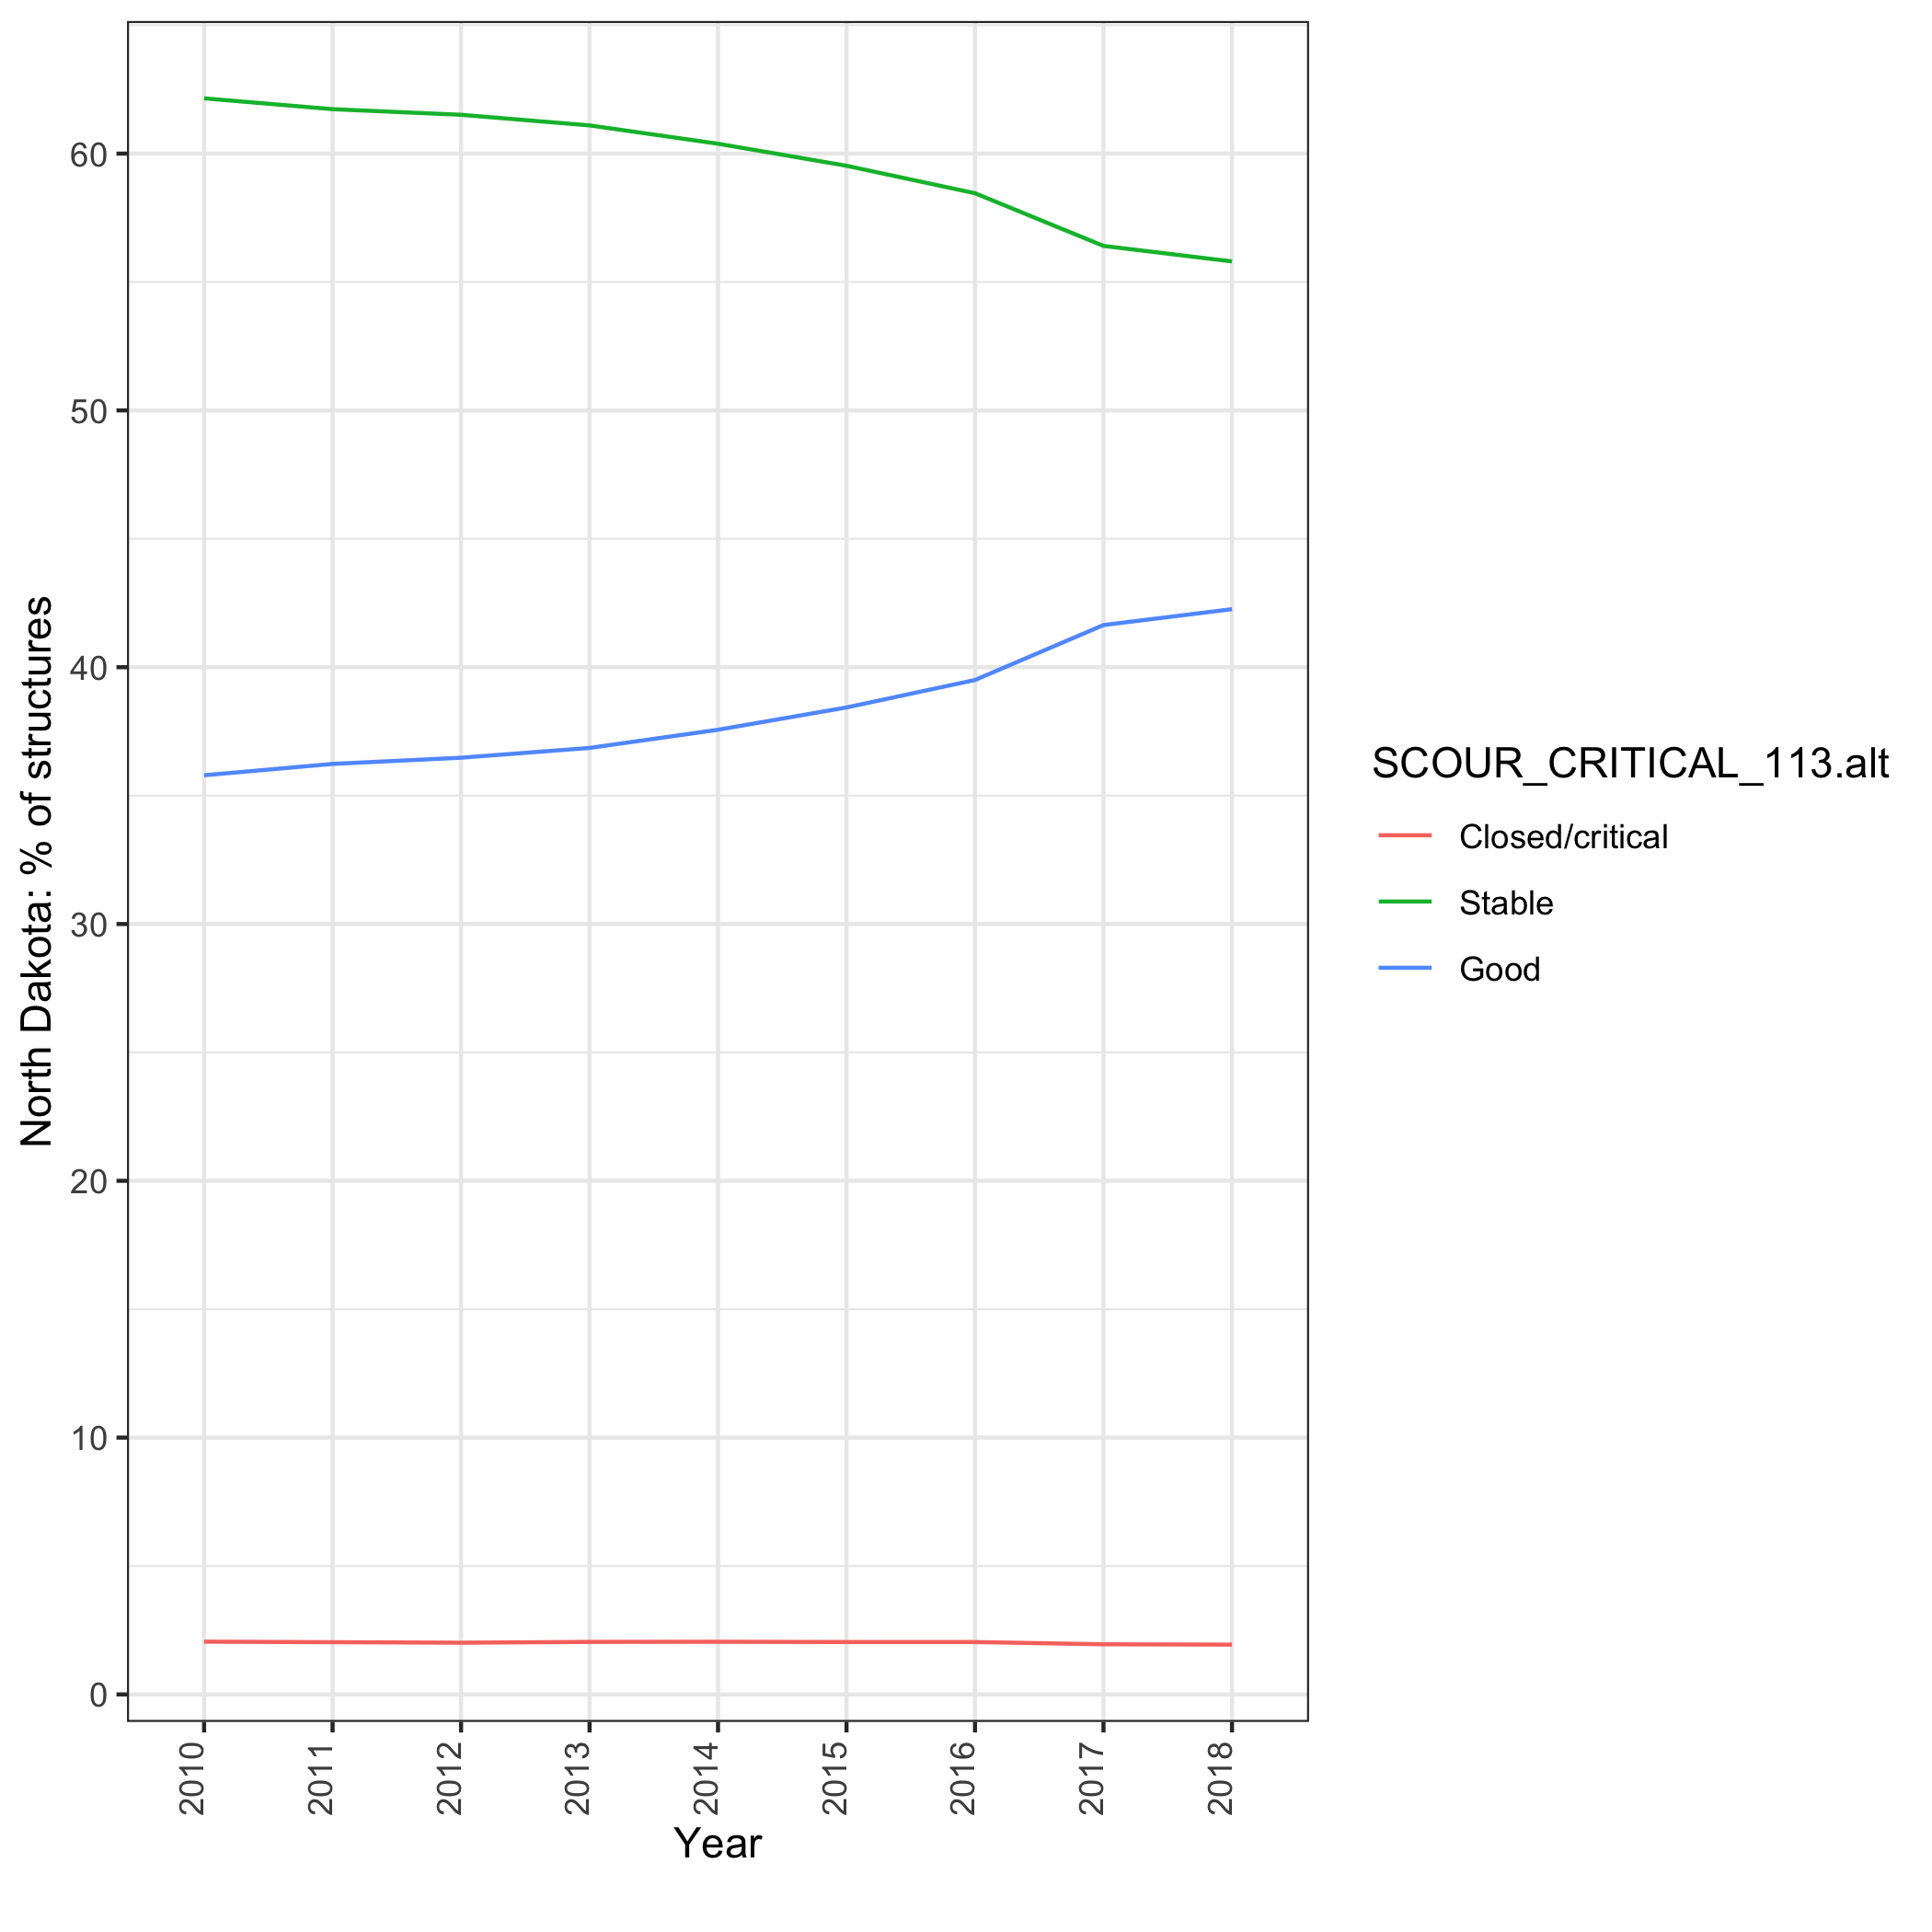 North Dakota: % of structures
60
50
40
30
20
10
0
2010
2011
2012
2013
2014
2015
2016
2017
2018
Year
SCOUR_CRITICAL_113.alt
Closed/critical
Stable
Good